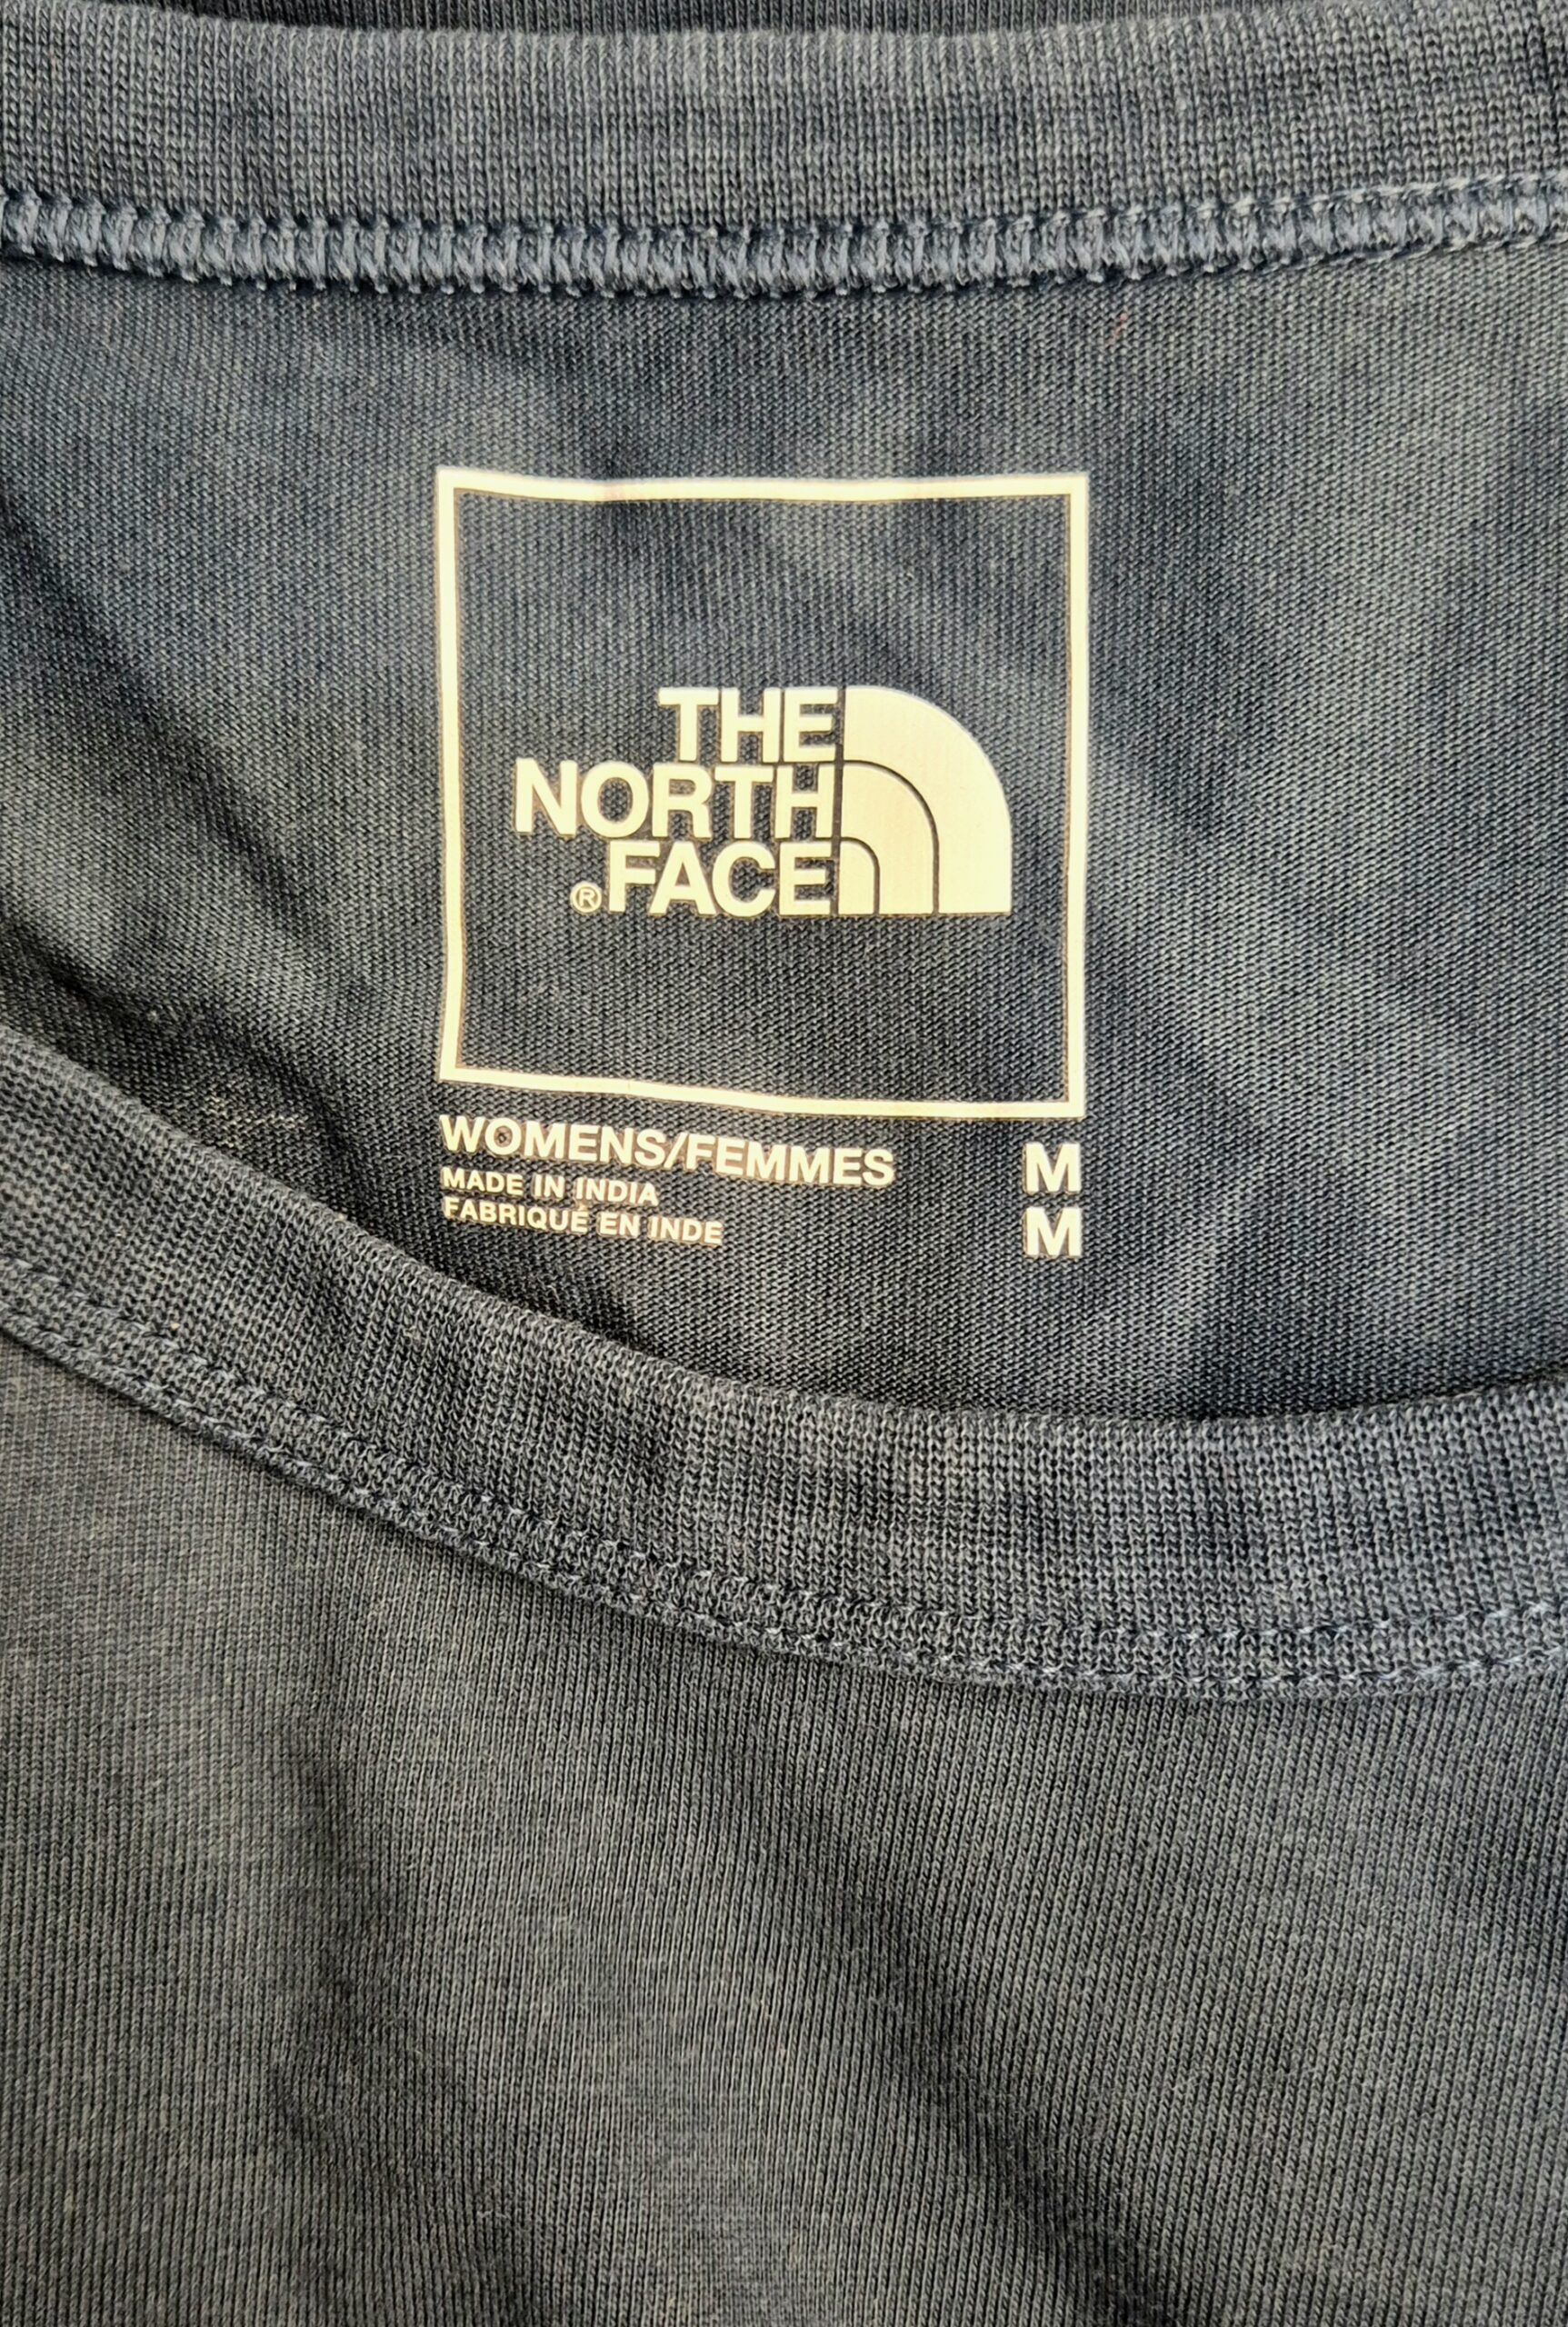 THE
NORTH
®FACE
WOMENS/FEMMES M
MADE IN INDIA
FABRIQUÉ EN INDE M